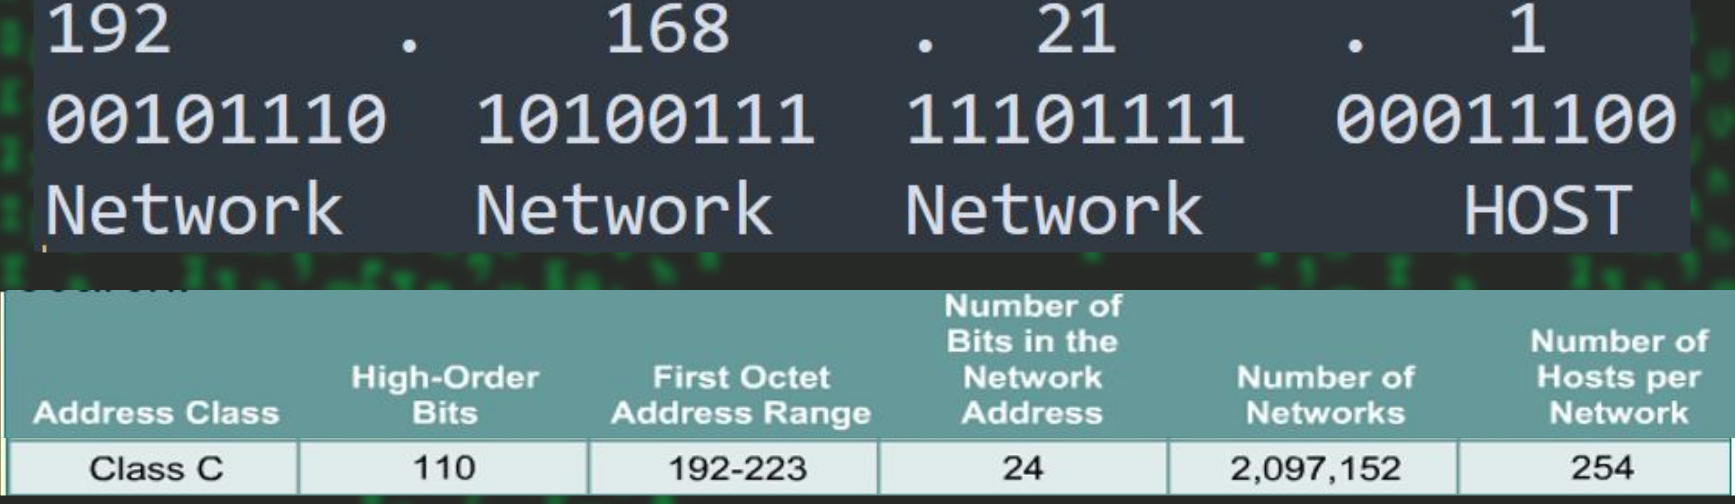 192 . 168 . 21 . 1
00101110 10100111 11101111 00011100
Network Network Network HOST
Address Class High-Order Bits First Octet Address Range Number of Bits in the Network Address Number of Networks Number of Hosts per Network
Class C 110 192-223 24 2,097,152 254